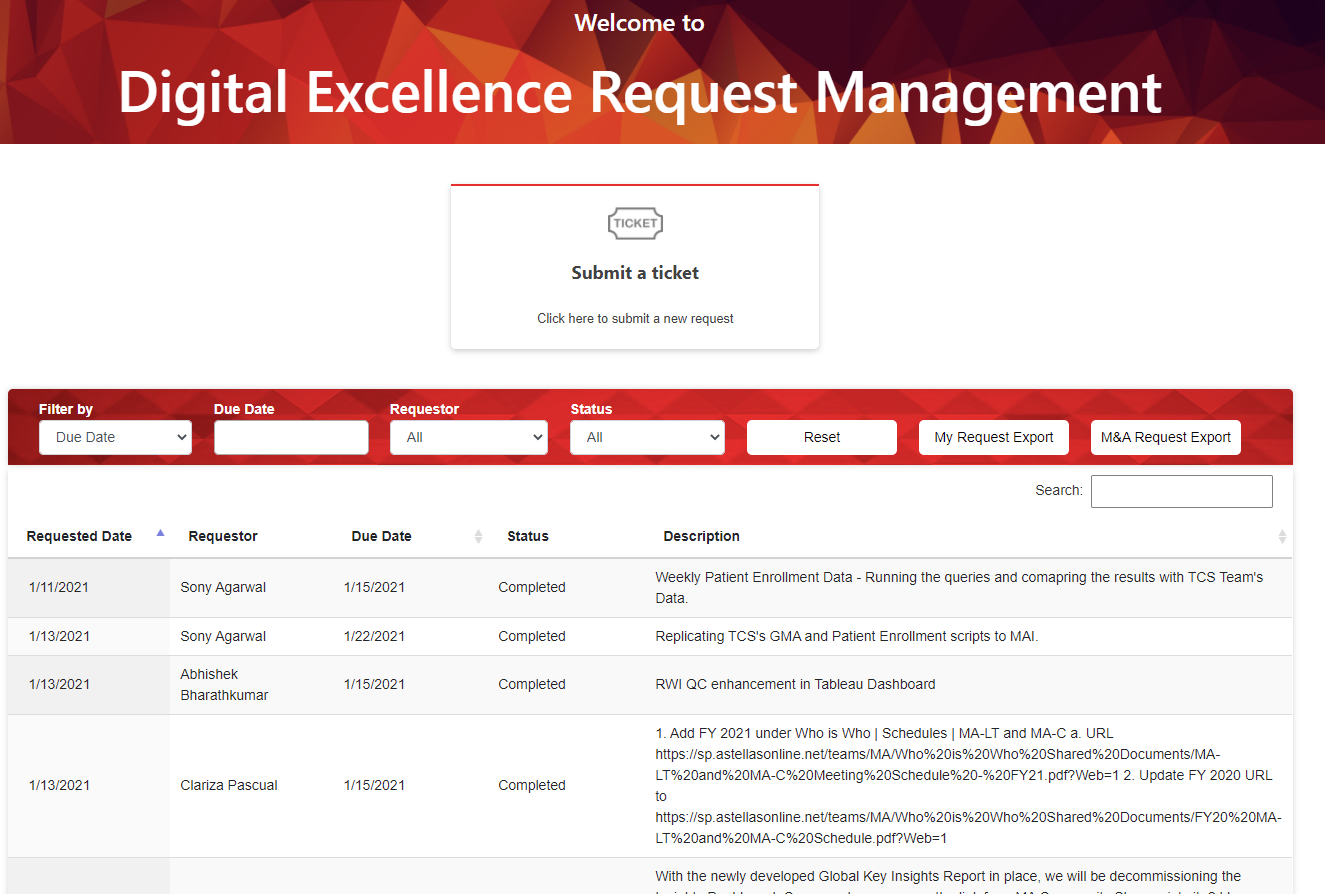 Welcome to
Digital Excellence Request Management
TICKET
Submit a ticket
Click here to submit a new request
Filter by Due Date Requestor Status
Due Date All All Reset My Request Export M&A Request Export
Search:
Requested Date Requestor Due Date Status Description
1/11/2021 Sony Agarwal 1/15/2021 Completed Weekly Patient Enrollment Data - Running the queries and comapring the results with TCS Team's
Data.
1/13/2021 Sony Agarwal 1/22/2021 Completed Replicating TCS's GMA and Patient Enrollment scripts to MAI.
1/13/2021 Abhishek
Bharathkumar 1/15/2021 Completed RWI QC enhancement in Tableau Dashboard
1/13/2021 Clariza Pascual 1/15/2021 Completed 1. Add FY 2021 under Who is Who | Schedules | MA-LT and MA-C a. URL
https://sp.astellasonline.net/teams/MA/Who%20is%20Who%20Shared%20Documents/MA-
LT%20and%20MA-C%20Meeting%20Schedule%20-%20FY21.pdf?Web=1 2. Update FY 2020 URL
to
https://sp.astellasonline.net/teams/MA/Who%20is%20Who%20Shared%20Documents/FY20%20MA-
LT%20and%20MA-C%20Schedule.pdf?Web=1
With the newly developed Global Key Insights Report in place, we will be decommissioning the